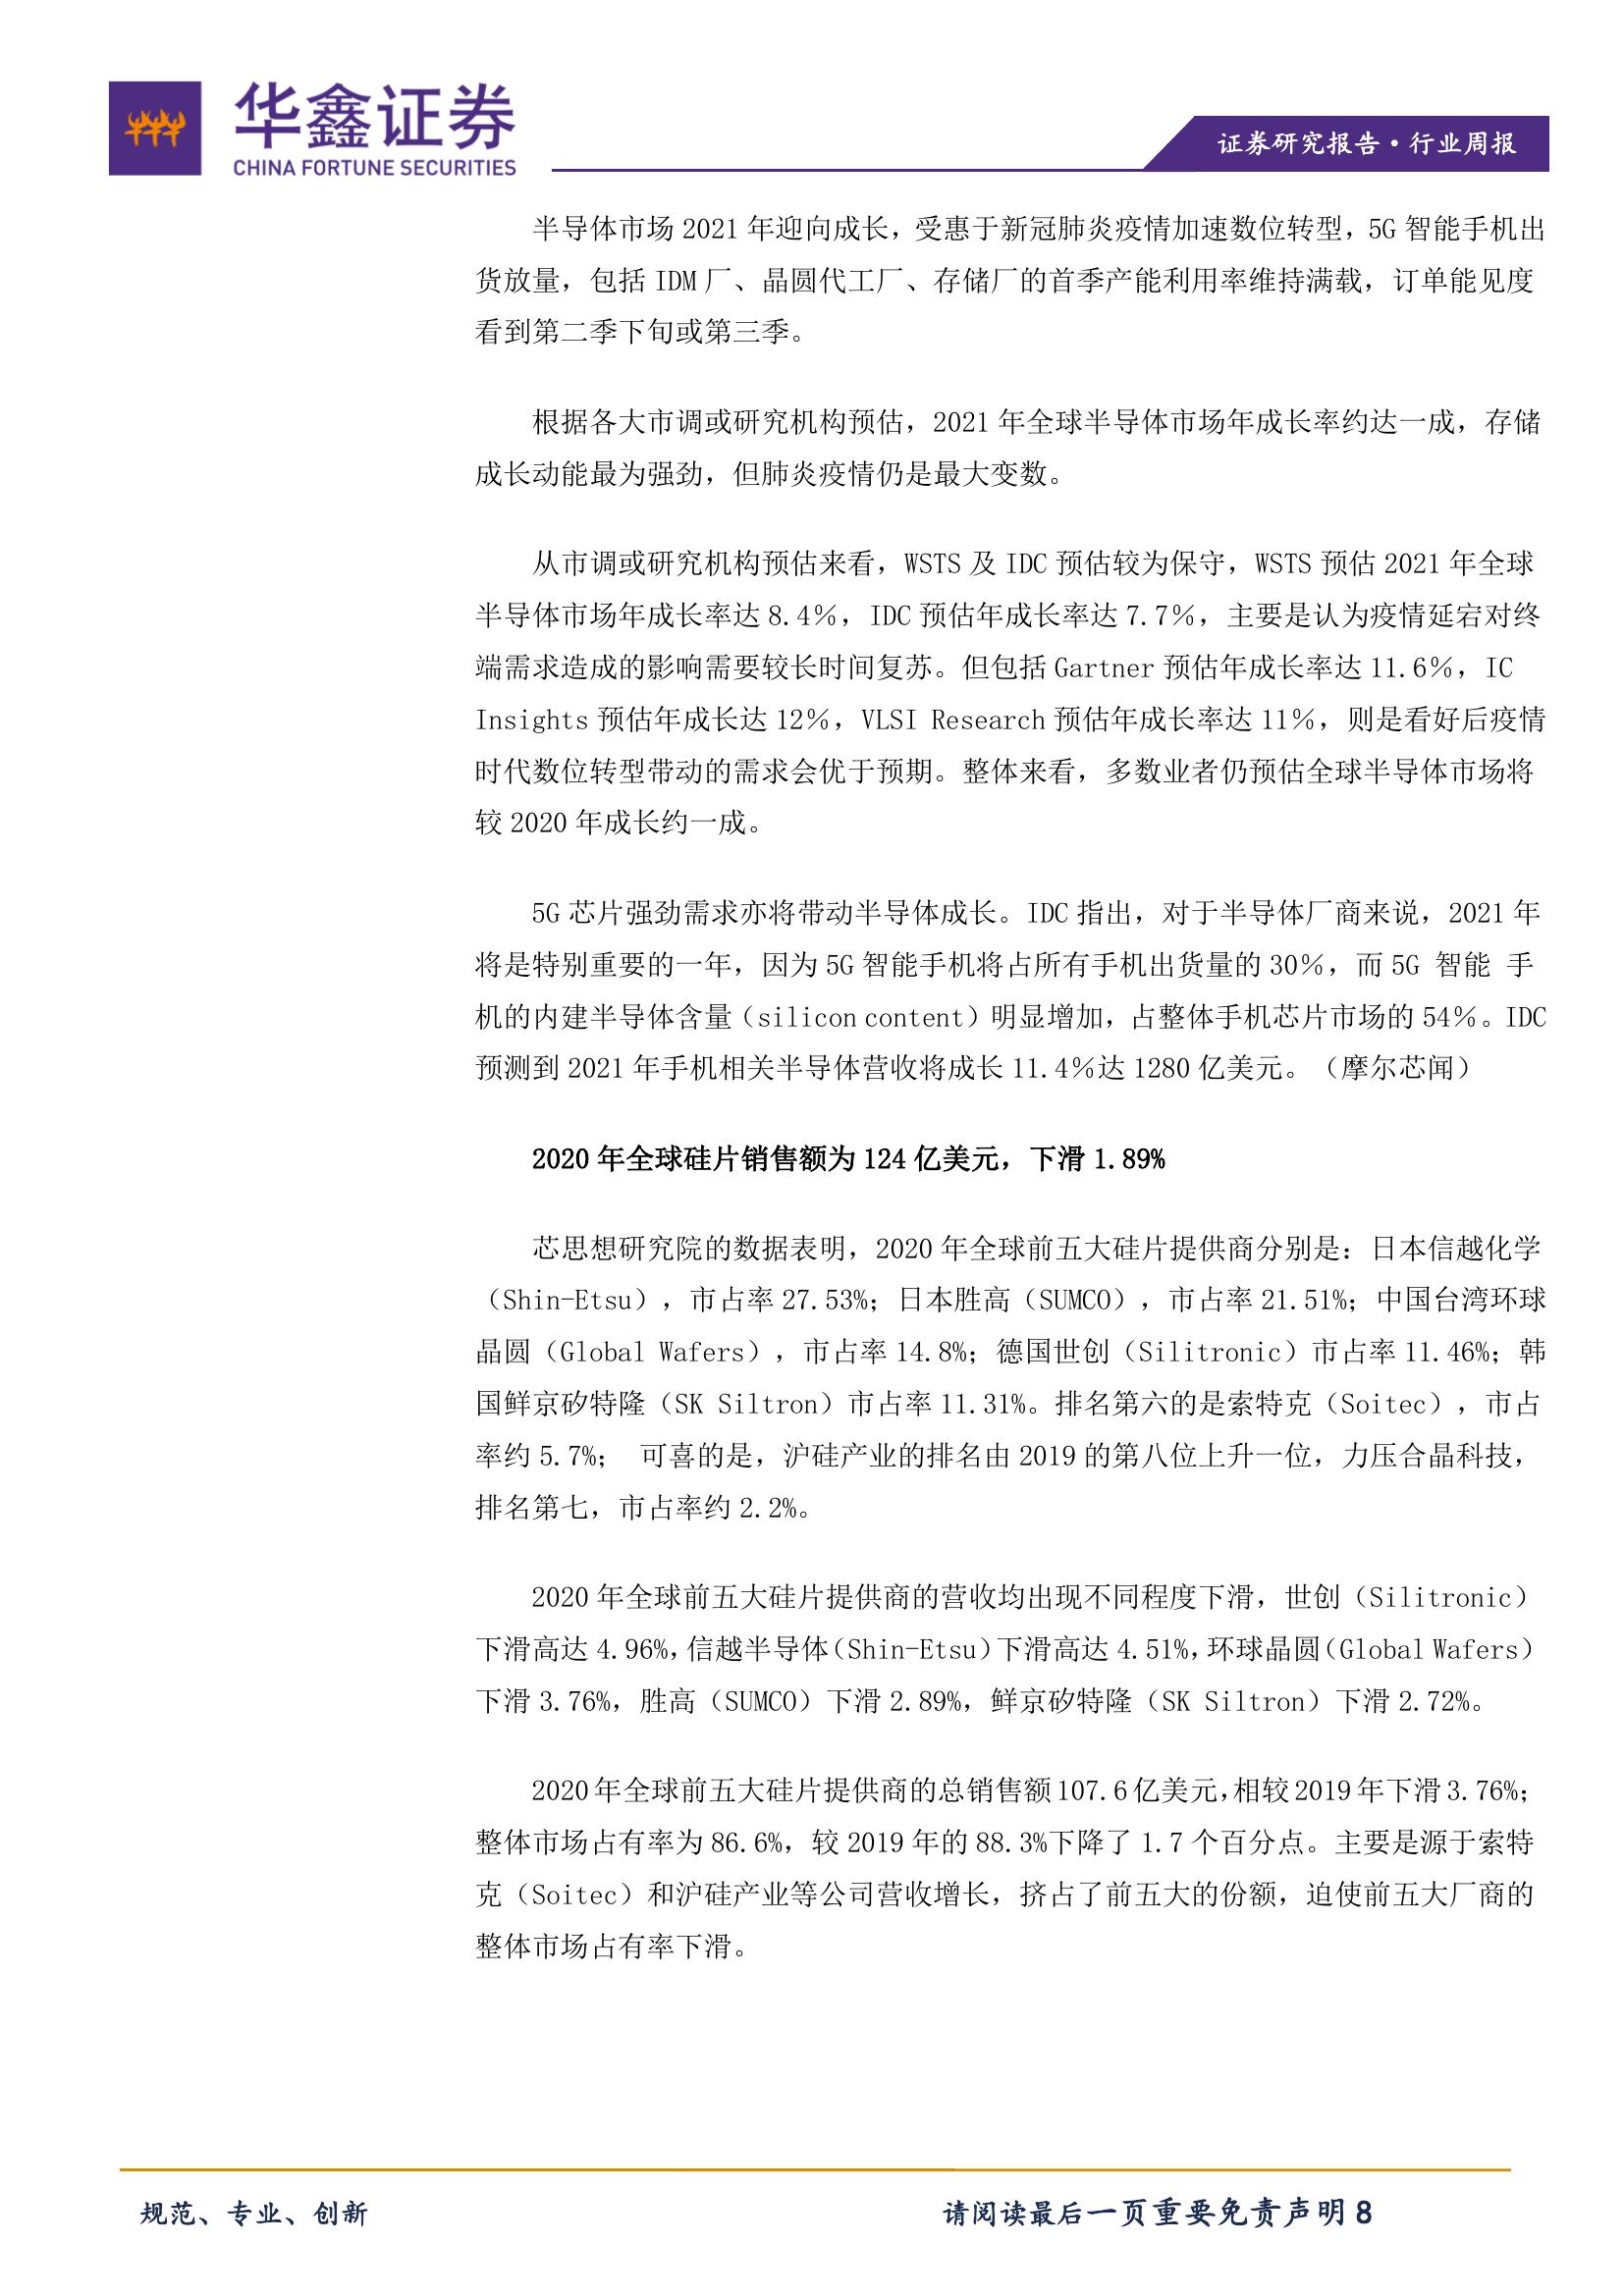 华鑫证券
CHINA FORTUNE SECURITIES
证券研究报告·行业周报
半导体市场 2021 年迎向成长，受惠于新冠肺炎疫情加速数位转型，5G 智能手机出
货放量，包括 IDM 厂、晶圆代工厂、存储厂的首季产能利用率维持满载，订单能见度
看到第二季下旬或第三季。
根据各大市调或研究机构预估，2021 年全球半导体市场年成长率约达一成，存储
成长动能最为强劲，但肺炎疫情仍是最大变数。
从市调或研究机构预估来看，WSTS 及 IDC 预估较为保守，WSTS 预估 2021 年全球
半导体市场年成长率达 8.4％，IDC 预估年成长率达 7.7％，主要是认为疫情延宕对终
端需求造成的影响需要较长时间复苏。但包括 Gartner 预估年成长率达 11.6％，IC
Insights 预估年成长达 12％，VLSI Research 预估年成长率达 11％，则是看好后疫情
时代数位转型带动的需求会优于预期。整体来看，多数业者仍预估全球半导体市场将
较 2020 年成长约一成。
5G 芯片强劲需求亦将带动半导体成长。IDC 指出，对于半导体厂商来说，2021 年
将是特别重要的一年，因为 5G 智能手机将占所有手机出货量的 30％，而 5G 智能 手
机的内建半导体含量（silicon content）明显增加，占整体手机芯片市场的 54％。IDC
预测到 2021 年手机相关半导体营收将成长 11.4％达 1280 亿美元。（摩尔芯闻）
2020 年全球硅片销售额为 124 亿美元，下滑 1.89%
芯思想研究院的数据表明，2020 年全球前五大硅片提供商分别是：日本信越化学
（Shin-Etsu），市占率 27.53%；日本胜高（SUMCO），市占率 21.51%；中国台湾环球
晶圆（Global Wafers），市占率 14.8%；德国世创（Silitronic）市占率 11.46%；韩
国鲜京矽特隆（SK Siltron）市占率 11.31%。排名第六的是索特克（Soitec），市占
率约 5.7%； 可喜的是，沪硅产业的排名由 2019 的第八位上升一位，力压合晶科技，
排名第七，市占率约 2.2%。
2020 年全球前五大硅片提供商的营收均出现不同程度下滑，世创（Silitronic）
下滑高达 4.96%，信越半导体（Shin-Etsu）下滑高达 4.51%，环球晶圆（Global Wafers）
下滑 3.76%，胜高（SUMCO）下滑 2.89%，鲜京矽特隆（SK Siltron）下滑 2.72%。
2020 年全球前五大硅片提供商的总销售额 107.6 亿美元，相较 2019 年下滑 3.76%；
整体市场占有率为 86.6%，较 2019 年的 88.3%下降了 1.7 个百分点。主要是源于索特
克（Soitec）和沪硅产业等公司营收增长，挤占了前五大的份额，迫使前五大厂商的
整体市场占有率下滑。
规范、专业、创新
请阅读最后一页重要免责声明 8